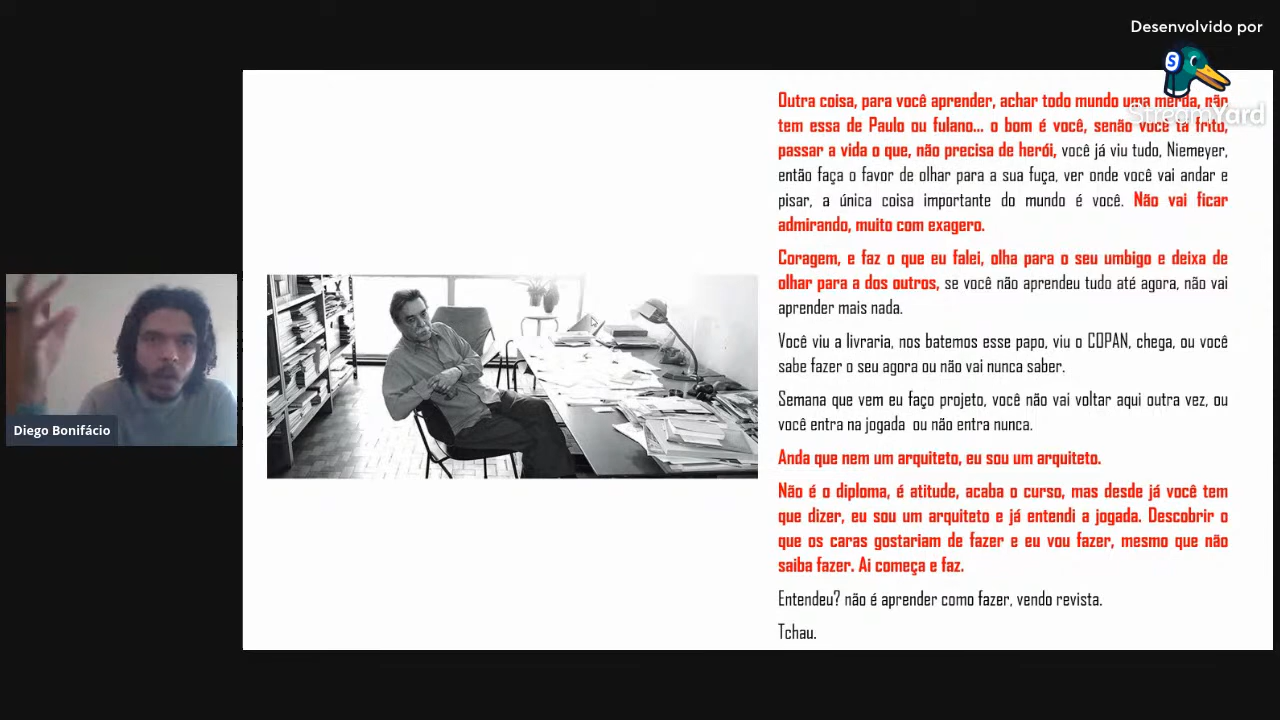 Desenvolvido por
S
StreamYard
Outra coisa, para você aprender, achar todo mundo uma merda, não
tem essa de Paulo ou fulano... o bom é você, senão você tá frito,
passar a vida o que, não precisa de herói, você já viu tudo, Niemeyer,
então faça o favor de olhar para a sua fuça, ver onde você vai andar e
pisar, a única coisa importante do mundo é você. Não vai ficar
admirando, muito com exagero.
Coragem, e faz o que eu falei, olha para o seu umbigo e deixa de
olhar para a dos outros, se você não aprendeu tudo até agora, não vai
aprender mais nada.
Você viu a livraria, nos batemos esse papo, viu o COPAN, chega, ou você
sabe fazer o seu agora ou não vai nunca saber.
Semana que vem eu faço projeto, você não vai voltar aqui outra vez, ou
você entra na jogada ou não entra nunca.
Anda que nem um arquiteto, eu sou um arquiteto.
Não é o diploma, é atitude, acaba o curso, mas desde já você tem
que dizer, eu sou um arquiteto e já entendi a jogada. Descobrir o
que os caras gostariam de fazer e eu vou fazer, mesmo que não
saiba fazer. Ai começa e faz.
Entendeu? não é aprender como fazer, vendo revista.
Tchau.
Diego Bonifácio